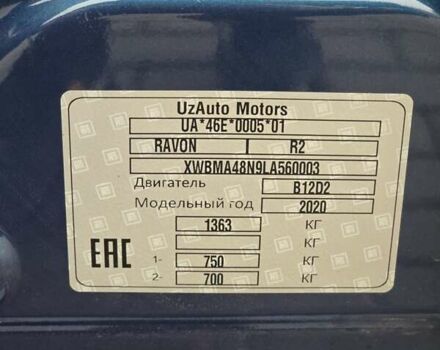 UzAuto Motors
UA*46E*0005*01
RAVON R2
XWBMA48N9LA560003
Двигатель B12D2
Модельный год 2020
1363 КГ
КГ
EAC 1- 750 КГ
2- 700 КГ